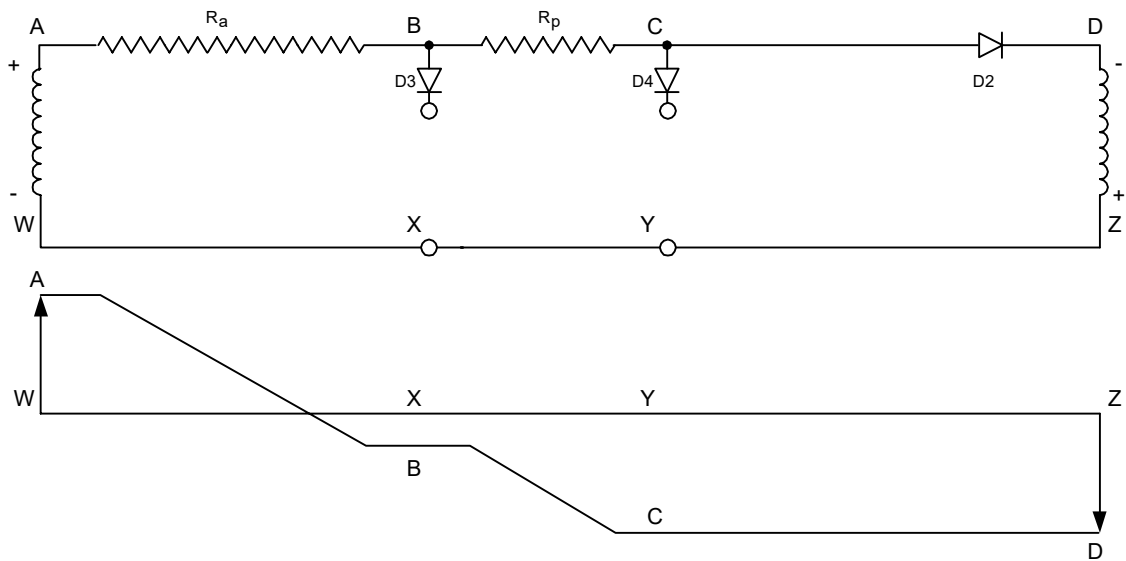 A Ra B Rp C D
+ D3 D4 D2 -
- +
W X Y Z
A
W X Y Z
B
C
D